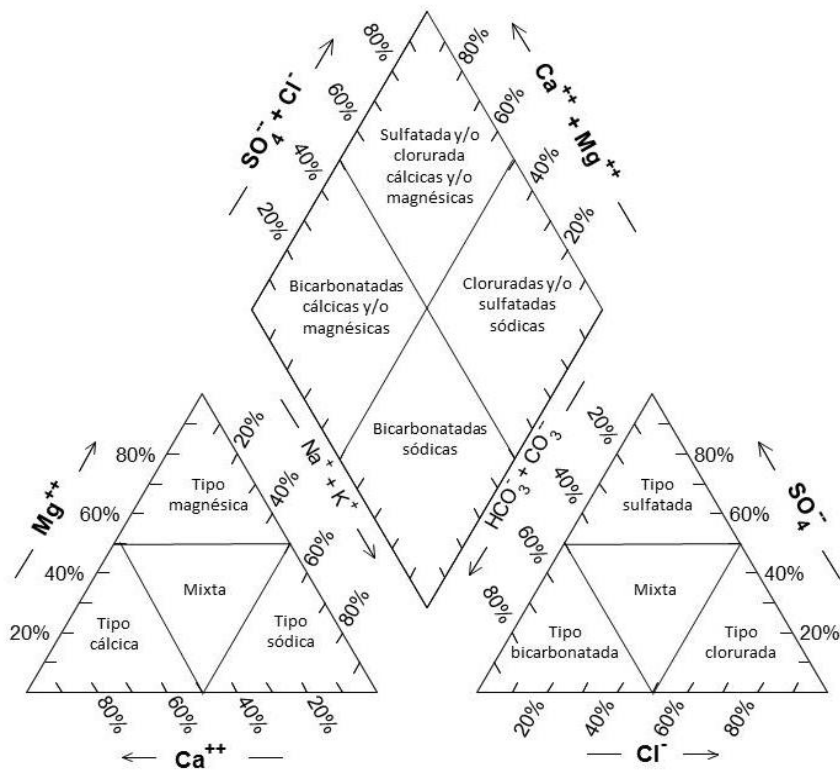 80%
60%
40%
20%
SO₄⁻⁻ + Cl⁻
80%
60%
40%
20%
Ca⁺⁺ + Mg⁺⁺
Sulfatada y/o
clorurada
cálcicas y/o
magnésicas
Bicarbonatadas
cálcicas y/o
magnésicas
Cloruradas y/o
sulfatadas
sódicas
Bicarbonatadas
sódicas
Na⁺ + K⁺
HCO₃⁻ + CO₃⁻
Mg⁺⁺
80%
60%
40%
20%
20%
40%
60%
80%
Tipo
magnésica
Mixta
Tipo
cálcica
Tipo
sódica
80%
60%
40%
20%
Ca⁺⁺
20%
40%
60%
80%
80%
60%
40%
20%
SO₄⁻⁻
Tipo
sulfatada
Mixta
Tipo
bicarbonatada
Tipo
clorurada
20%
40%
60%
80%
Cl⁻